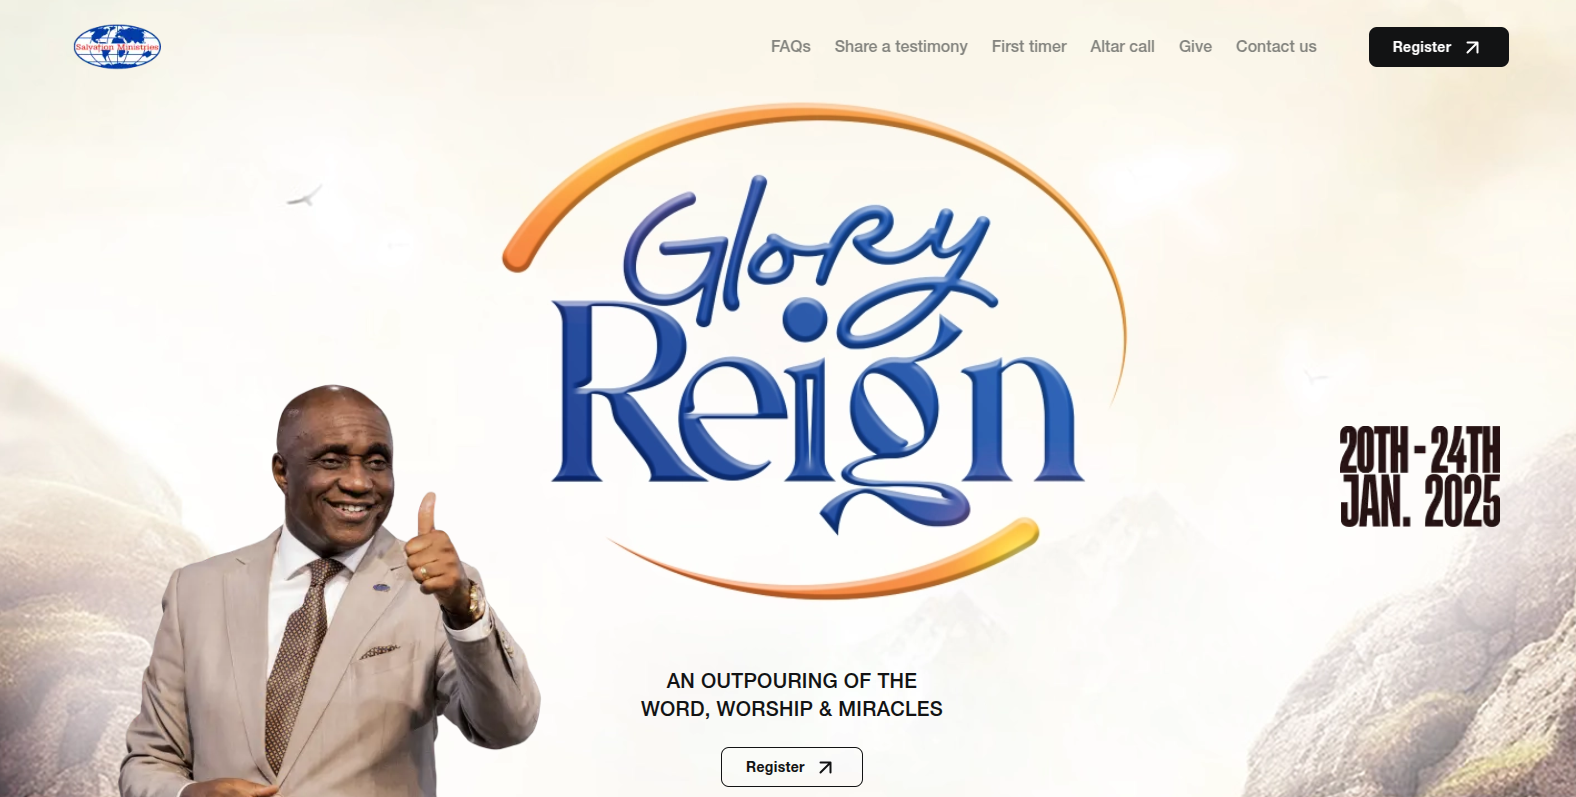 Salvation Ministries
FAQs
Share a testimony
First timer
Altar call
Give
Contact us
Register
Glory
Reign
20TH - 24TH
JAN. 2025
AN OUTPOURING OF THE
WORD, WORSHIP & MIRACLES
Register